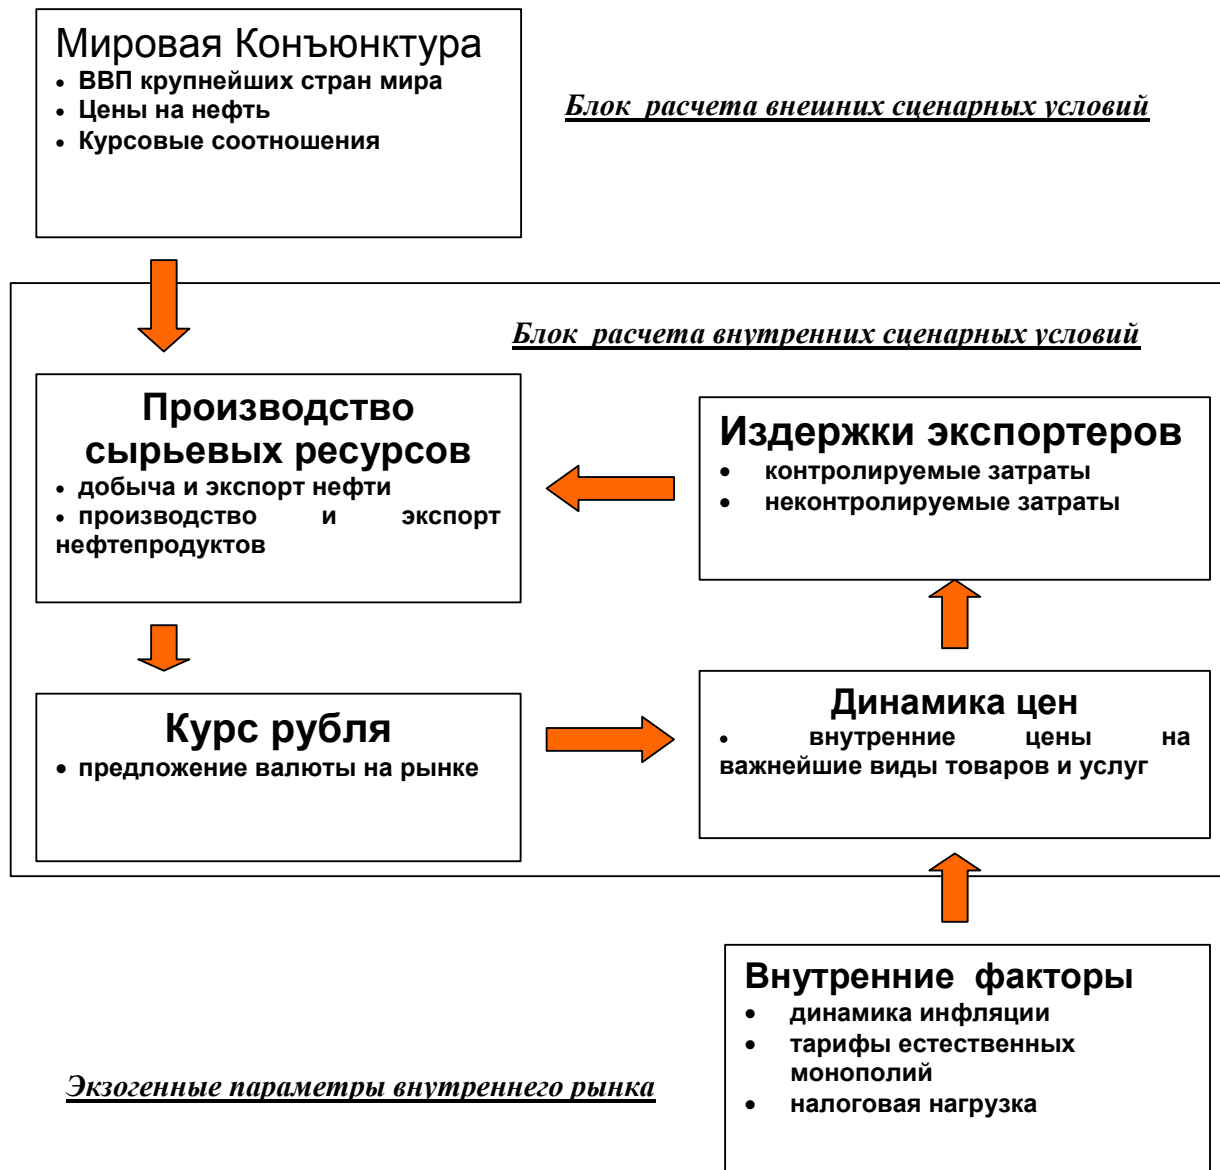 Мировая Конъюнктура
• ВВП крупнейших стран мира
• Цены на нефть
• Курсовые соотношения
Блок расчета внешних сценарных условий
Блок расчета внутренних сценарных условий
Производство
сырьевых ресурсов
• добыча и экспорт нефти
• производство и экспорт
нефтепродуктов
Издержки экспортеров
• контролируемые затраты
• неконтролируемые затраты
Курс рубля
• предложение валюты на рынке
Динамика цен
• внутренние цены на
важнейшие виды товаров и услуг
Внутренние факторы
• динамика инфляции
• тарифы естественных
монополий
• налоговая нагрузка
Экзогенные параметры внутреннего рынка